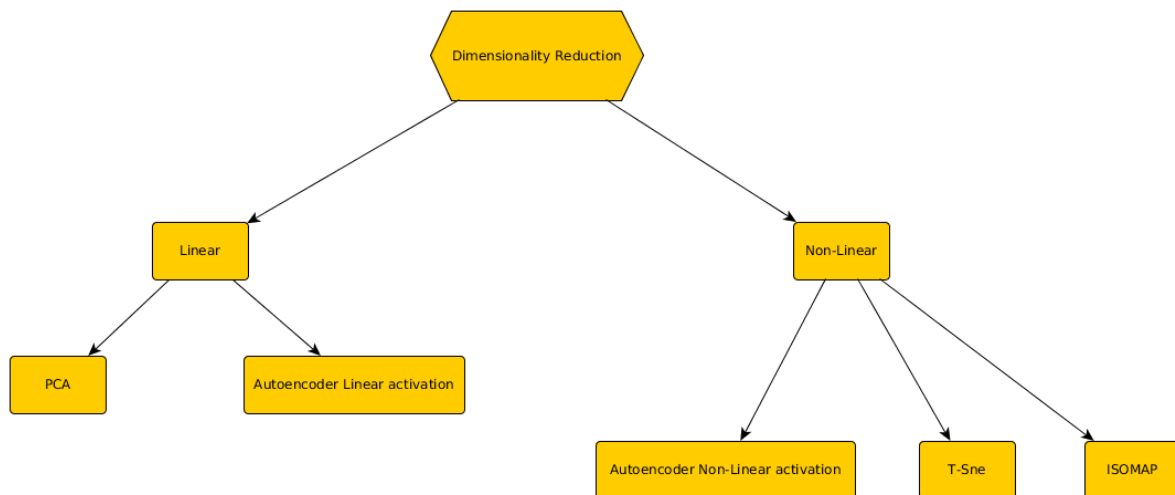 Dimensionality Reduction
Linear
Non-Linear
PCA
Autoencoder Linear activation
Autoencoder Non-Linear activation
T-Sne
ISOMAP